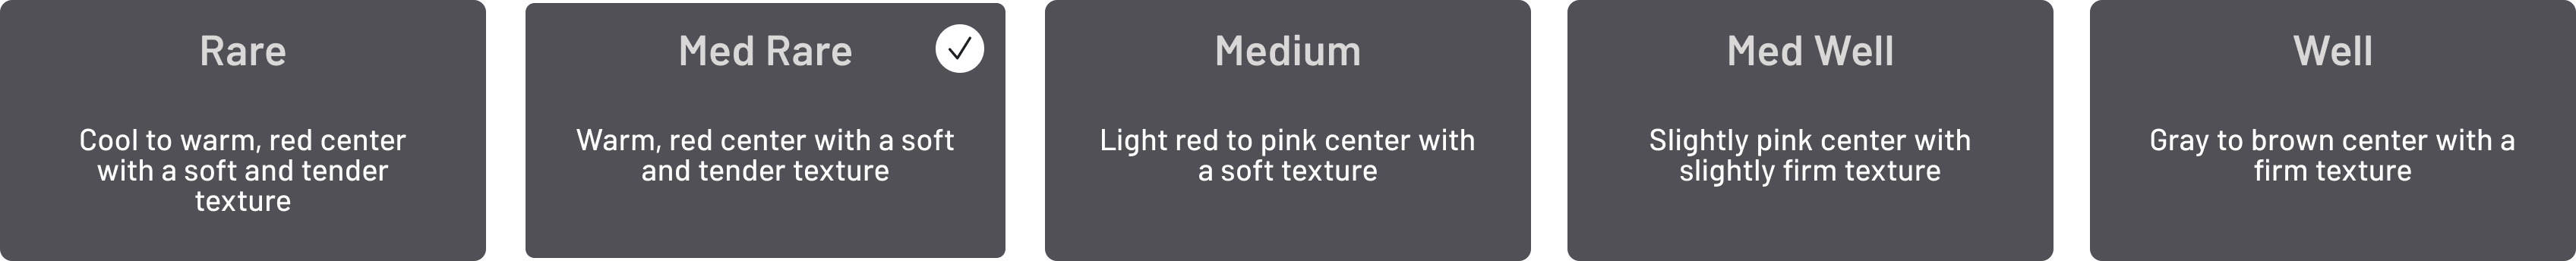 Rare
Cool to warm, red center
with a soft and tender
texture
Med Rare
Warm, red center with a soft
and tender texture
Medium
Light red to pink center with
a soft texture
Med Well
Slightly pink center with
slightly firm texture
Well
Gray to brown center with a
firm texture